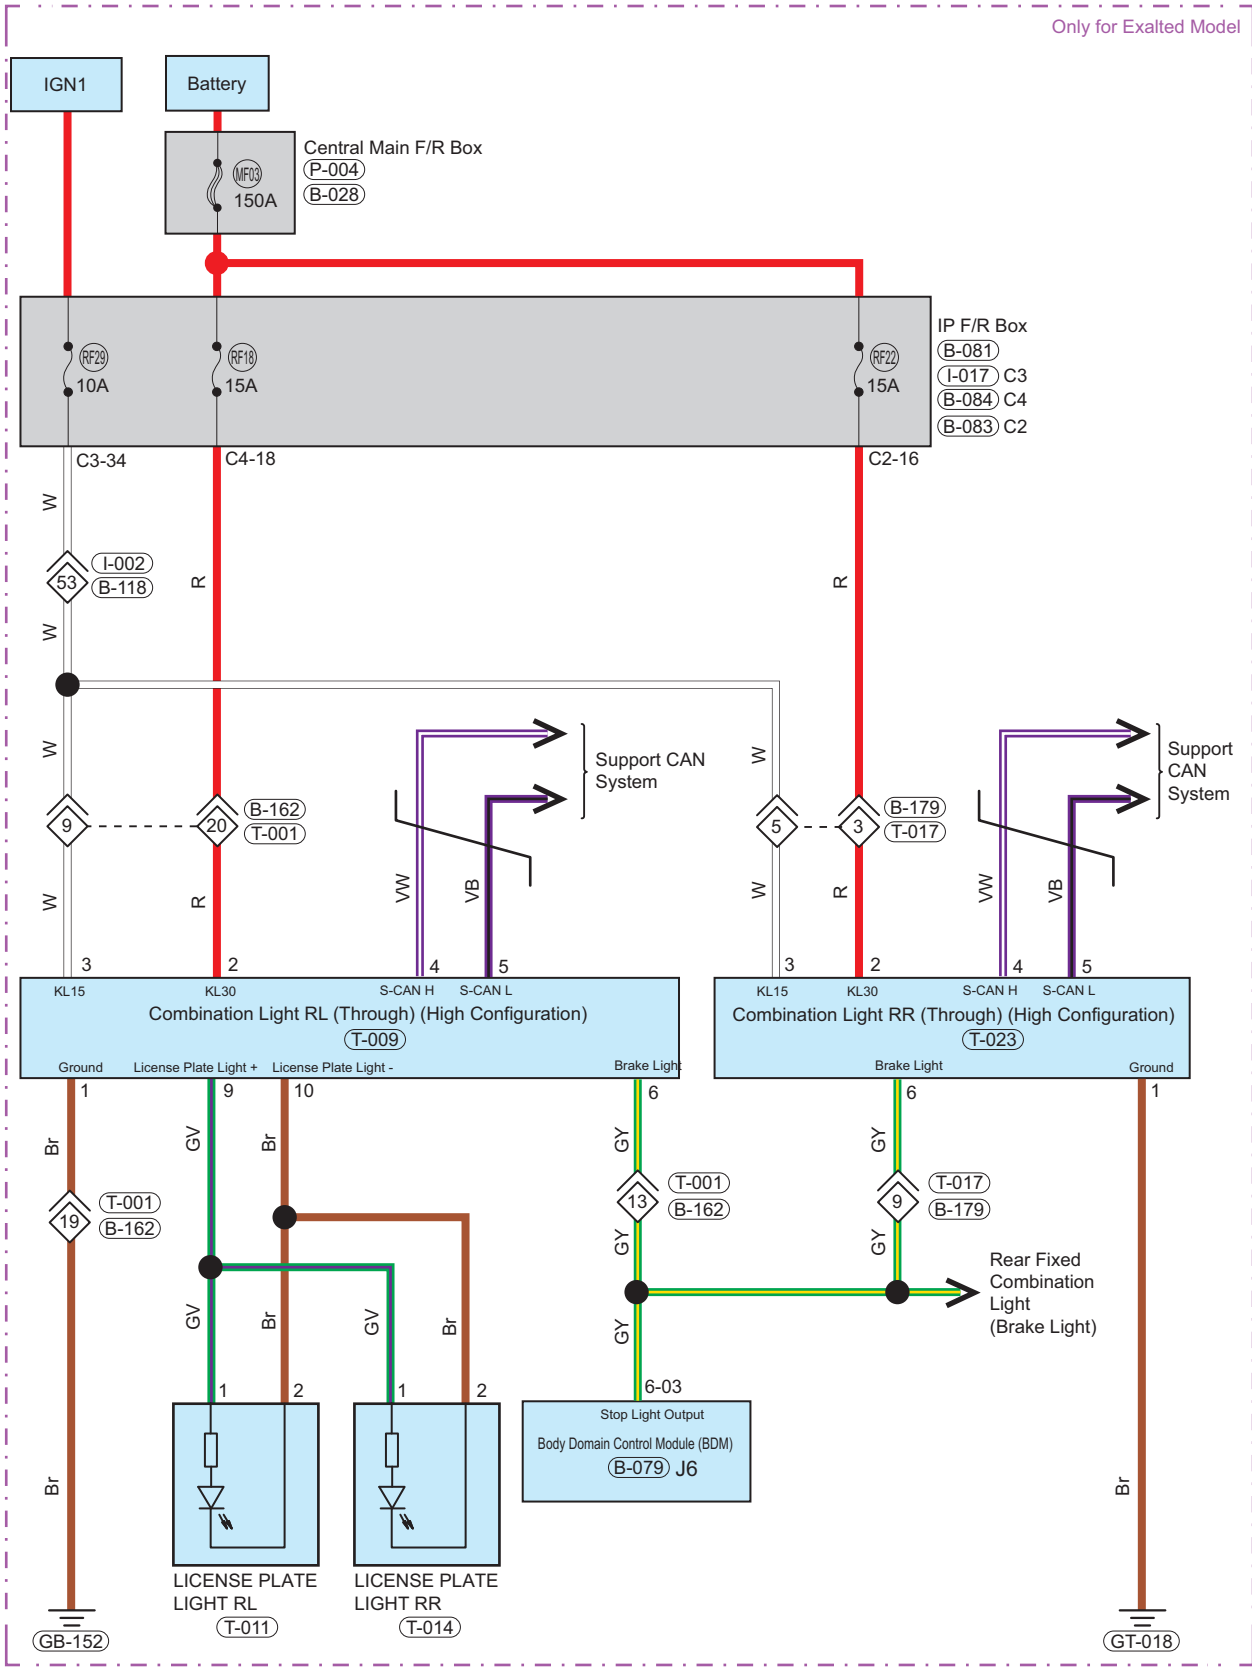 Only for Exalted Model
IGN1
Battery
Central Main F/R Box
P-004
B-028
MF03
150A
IP F/R Box
B-081
I-017 C3
B-084 C4
B-083 C2
RF29
10A
RF18
15A
RF22
15A
C3-34
C4-18
C2-16
W
I-002
B-118
53
R
R
W
W
W
Support CAN
System
Support
CAN
System
9
20
B-162
T-001
5
3
B-179
T-017
W
R
VW
VB
W
R
VW
VB
3
2
4
5
3
2
4
5
KL15
KL30
S-CAN H
S-CAN L
KL15
KL30
S-CAN H
S-CAN L
Combination Light RL (Through) (High Configuration)
T-009
Combination Light RR (Through) (High Configuration)
T-023
Ground
License Plate Light +
License Plate Light -
Brake Light
Brake Light
Ground
1
9
10
6
6
1
Br
GV
Br
GY
GY
19
T-001
B-162
13
T-001
B-162
9
T-017
B-179
GY
GY
Rear Fixed
Combination
Light
(Brake Light)
GV
Br
GV
Br
GY
1
2
1
2
6-03
Stop Light Output
Body Domain Control Module (BDM)
B-079 J6
Br
Br
LICENSE PLATE
LIGHT RL
T-011
LICENSE PLATE
LIGHT RR
T-014
GB-152
GT-018